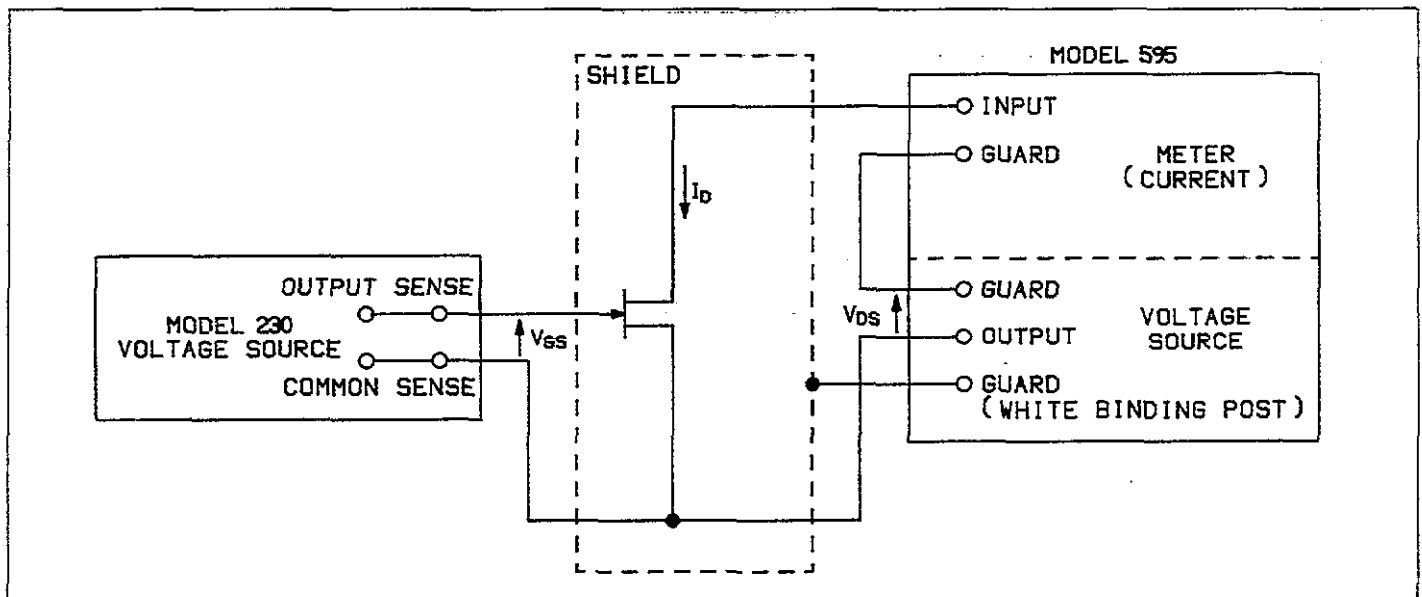 MODEL 595
SHIELD
INPUT
GUARD
METER
(CURRENT)
ID
OUTPUT SENSE
MODEL 230
VOLTAGE SOURCE
COMMON SENSE
VGS
VDS
GUARD
OUTPUT
VOLTAGE
SOURCE
GUARD
(WHITE BINDING POST)